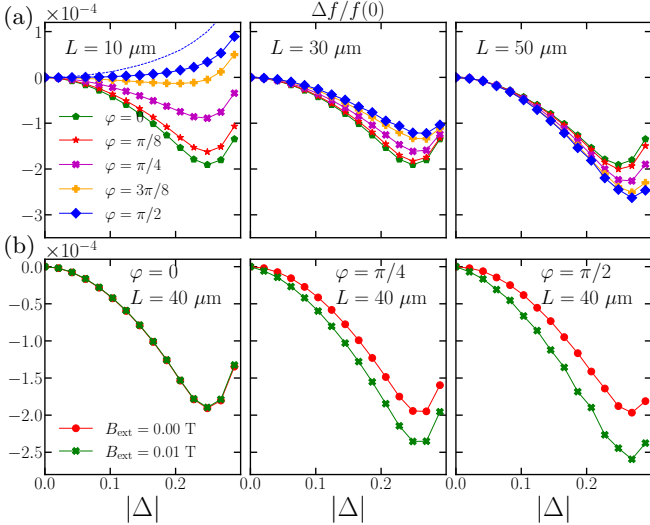 Δf/f(0)
(a)
×10⁻⁴
L = 10 μm
L = 30 μm
L = 50 μm
1
0
−1
−2
−3
φ = 0
φ = π/8
φ = π/4
φ = 3π/8
φ = π/2
(b)
×10⁻⁴
φ = 0
L = 40 μm
φ = π/4
L = 40 μm
φ = π/2
L = 40 μm
0.0
−0.5
−1.0
−1.5
−2.0
−2.5
B_ext = 0.00 T
B_ext = 0.01 T
0.0 0.1 0.2
0.0 0.1 0.2
0.0 0.1 0.2
|Δ| |Δ| |Δ|